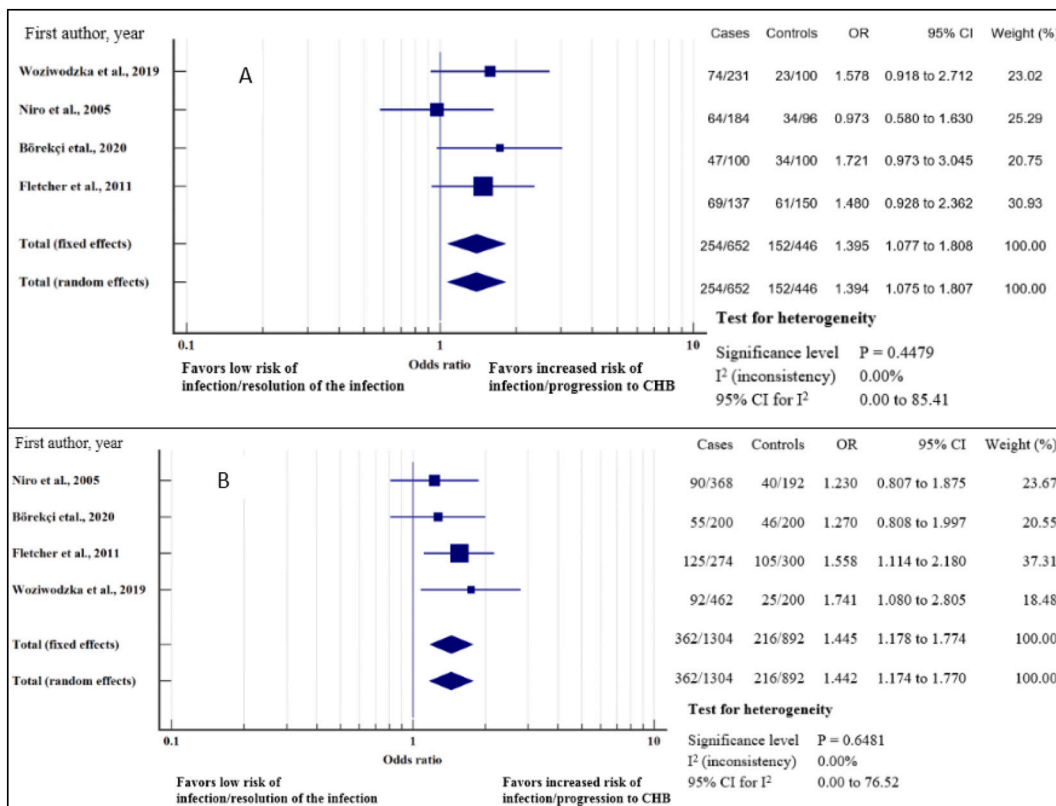 First author, year
Cases Controls OR 95% CI Weight (%)
A
Woziwodzka et al., 2019 74/231 23/100 1.578 0.918 to 2.712 23.02
Niro et al., 2005 64/184 34/96 0.973 0.580 to 1.630 25.29
Börekçi etal., 2020 47/100 34/100 1.721 0.973 to 3.045 20.75
Fletcher et al., 2011 69/137 61/150 1.480 0.928 to 2.362 30.93
Total (fixed effects) 254/652 152/446 1.395 1.077 to 1.808 100.00
Total (random effects) 254/652 152/446 1.394 1.075 to 1.807 100.00
0.1 1 10
Odds ratio
Favors low risk of
infection/resolution of the infection
Favors increased risk of
infection/progression to CHB
Test for heterogeneity
Significance level P = 0.4479
I² (inconsistency) 0.00%
95% CI for I² 0.00 to 85.41
First author, year
Cases Controls OR 95% CI Weight (%)
B
Niro et al., 2005 90/368 40/192 1.230 0.807 to 1.875 23.67
Börekçi etal., 2020 55/200 46/200 1.270 0.808 to 1.997 20.55
Fletcher et al., 2011 125/274 105/300 1.558 1.114 to 2.180 37.31
Woziwodzka et al., 2019 92/462 25/200 1.741 1.080 to 2.805 18.48
Total (fixed effects) 362/1304 216/892 1.445 1.178 to 1.774 100.00
Total (random effects) 362/1304 216/892 1.442 1.174 to 1.770 100.00
0.1 1 10
Odds ratio
Favors low risk of
infection/resolution of the infection
Favors increased risk of
infection/progression to CHB
Test for heterogeneity
Significance level P = 0.6481
I² (inconsistency) 0.00%
95% CI for I² 0.00 to 76.52